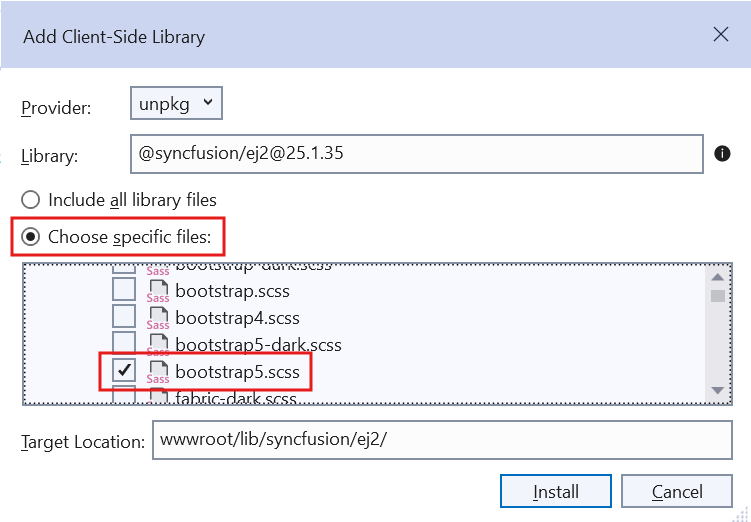 Add Client-Side Library
Provider: unpkg
Library: @syncfusion/ej2@25.1.35
Include all library files
Choose specific files:
Sass bootstrap-dark.scss
Sass bootstrap.scss
Sass bootstrap4.scss
Sass bootstrap5-dark.scss
Sass bootstrap5.scss
fabric-dark.scss
Target Location: wwwroot/lib/syncfusion/ej2/
Install Cancel